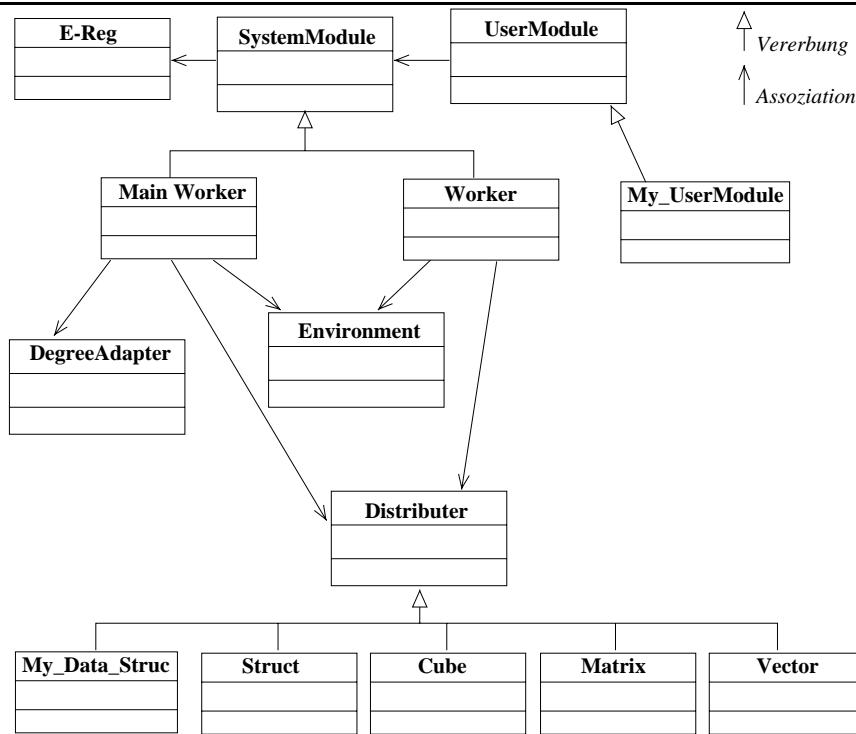 E-Reg
SystemModule
UserModule
Vererbung
Assoziation
Main Worker
Worker
My_UserModule
Environment
DegreeAdapter
Distributer
My_Data_Struc
Struct
Cube
Matrix
Vector